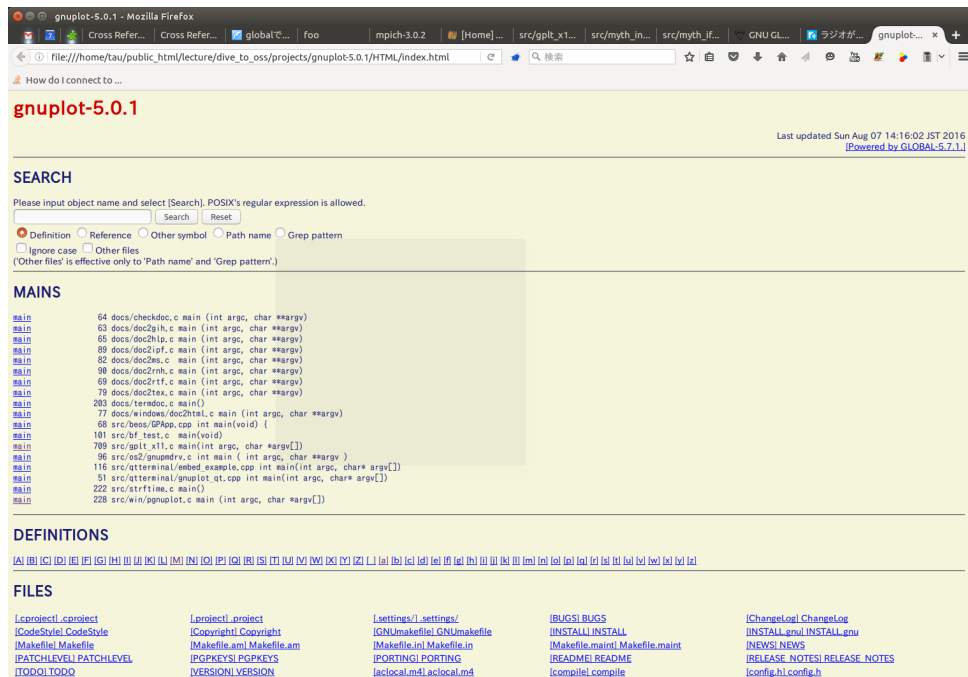 gnuplot-5.0.1 - Mozilla Firefox
7 Cross Refer... Cross Refer... globalで... foo mpich-3.0.2 [Home] ... src/gplt_x1... src/myth_in... src/myth_if... GNU GL... ラジオが... gnuplot-... × +
file:///home/tau/public_html/lecture/dive_to_oss/projects/gnuplot-5.0.1/HTML/index.html 検索
How do I connect to ...
gnuplot-5.0.1
Last updated Sun Aug 07 14:16:02 JST 2016
[Powered by GLOBAL-5.7.1.]
SEARCH
Please input object name and select [Search]. POSIX's regular expression is allowed.
Search Reset
Definition Reference Other symbol Path name Grep pattern
Ignore case Other files
('Other files' is effective only to 'Path name' and 'Grep pattern'.)
MAINS
main 64 docs/checkdoc.c main (int argc, char **argv)
main 63 docs/doc2gih.c main (int argc, char **argv)
main 65 docs/doc2hlp.c main (int argc, char **argv)
main 89 docs/doc2ipf.c main (int argc, char **argv)
main 82 docs/doc2ms.c main (int argc, char **argv)
main 90 docs/doc2rnh.c main (int argc, char **argv)
main 69 docs/doc2rtf.c main (int argc, char **argv)
main 79 docs/doc2tex.c main (int argc, char **argv)
main 203 docs/termdoc.c main()
main 77 docs/windows/doc2html.c main (int argc, char **argv)
main 68 src/beos/GPApp.cpp int main(void) {
main 101 src/bf_test.c main(void)
main 709 src/gplt_x11.c main(int argc, char *argv[])
main 96 src/os2/gnupmdrv.c int main ( int argc, char **argv )
main 116 src/qtterminal/embed_example.cpp int main(int argc, char* argv[])
main 51 src/qtterminal/gnuplot_qt.cpp int main(int argc, char* argv[])
main 222 src/strftime.c main()
main 228 src/win/pgnuplot.c main (int argc, char *argv[])
DEFINITIONS
[A] [B] [C] [D] [E] [F] [G] [H] [I] [J] [K] [L] [M] [N] [O] [P] [Q] [R] [S] [T] [U] [V] [W] [X] [Y] [Z] [_] [a] [b] [c] [d] [e] [f] [g] [h] [i] [j] [k] [l] [m] [n] [o] [p] [q] [r] [s] [t] [u] [v] [w] [x] [y] [z]
FILES
[.cproject] .cproject [.project] .project [.settings/] .settings/ [BUGS] BUGS [ChangeLog] ChangeLog
[CodeStyle] CodeStyle [Copyright] Copyright [GNUmakefile] GNUmakefile [INSTALL] INSTALL [INSTALL.gnu] INSTALL.gnu
[Makefile] Makefile [Makefile.am] Makefile.am [Makefile.in] Makefile.in [Makefile.maint] Makefile.maint [NEWS] NEWS
[PATCHLEVEL] PATCHLEVEL [PGPKEYS] PGPKEYS [PORTING] PORTING [README] README [RELEASE_NOTES] RELEASE_NOTES
[TODO] TODO [VERSION] VERSION [aclocal.m4] aclocal.m4 [compile] compile [config.h] config.h